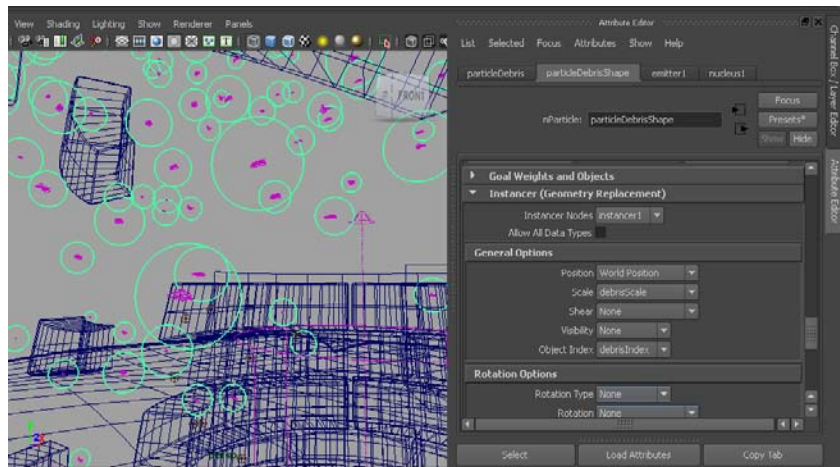 View Shading Lighting Show Renderer Panels
Attribute Editor
List Selected Focus Attributes Show Help
particleDebris particleDebrisShape emitter1 nucleus1
Focus
nParticle: particleDebrisShape
Presets*
Show Hide
Goal Weights and Objects
Instancer (Geometry Replacement)
Instancer Nodes instancer1
Allow All Data Types
General Options
Position World Position
Scale debrisScale
Shear None
Visibility None
Object Index debrisIndex
Rotation Options
Rotation Type None
Rotation None
Select Load Attributes Copy Tab
Channel Box / Layer Editor
Attribute Editor
FRONT